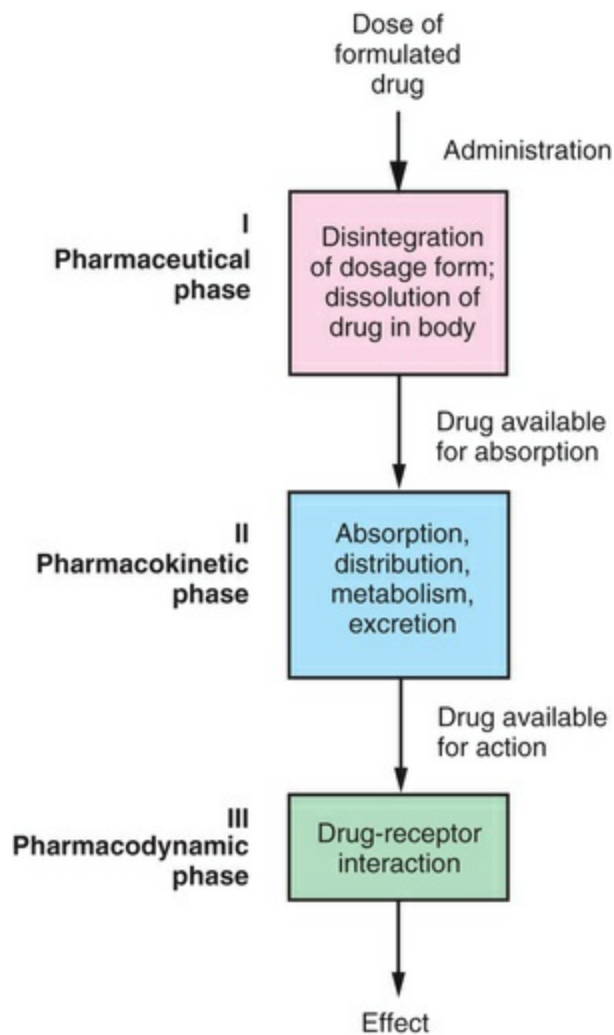 Dose of
formulated
drug
Administration
I
Pharmaceutical
phase
Disintegration
of dosage form;
dissolution of
drug in body
Drug available
for absorption
II
Pharmacokinetic
phase
Absorption,
distribution,
metabolism,
excretion
Drug available
for action
III
Pharmacodynamic
phase
Drug-receptor
interaction
Effect